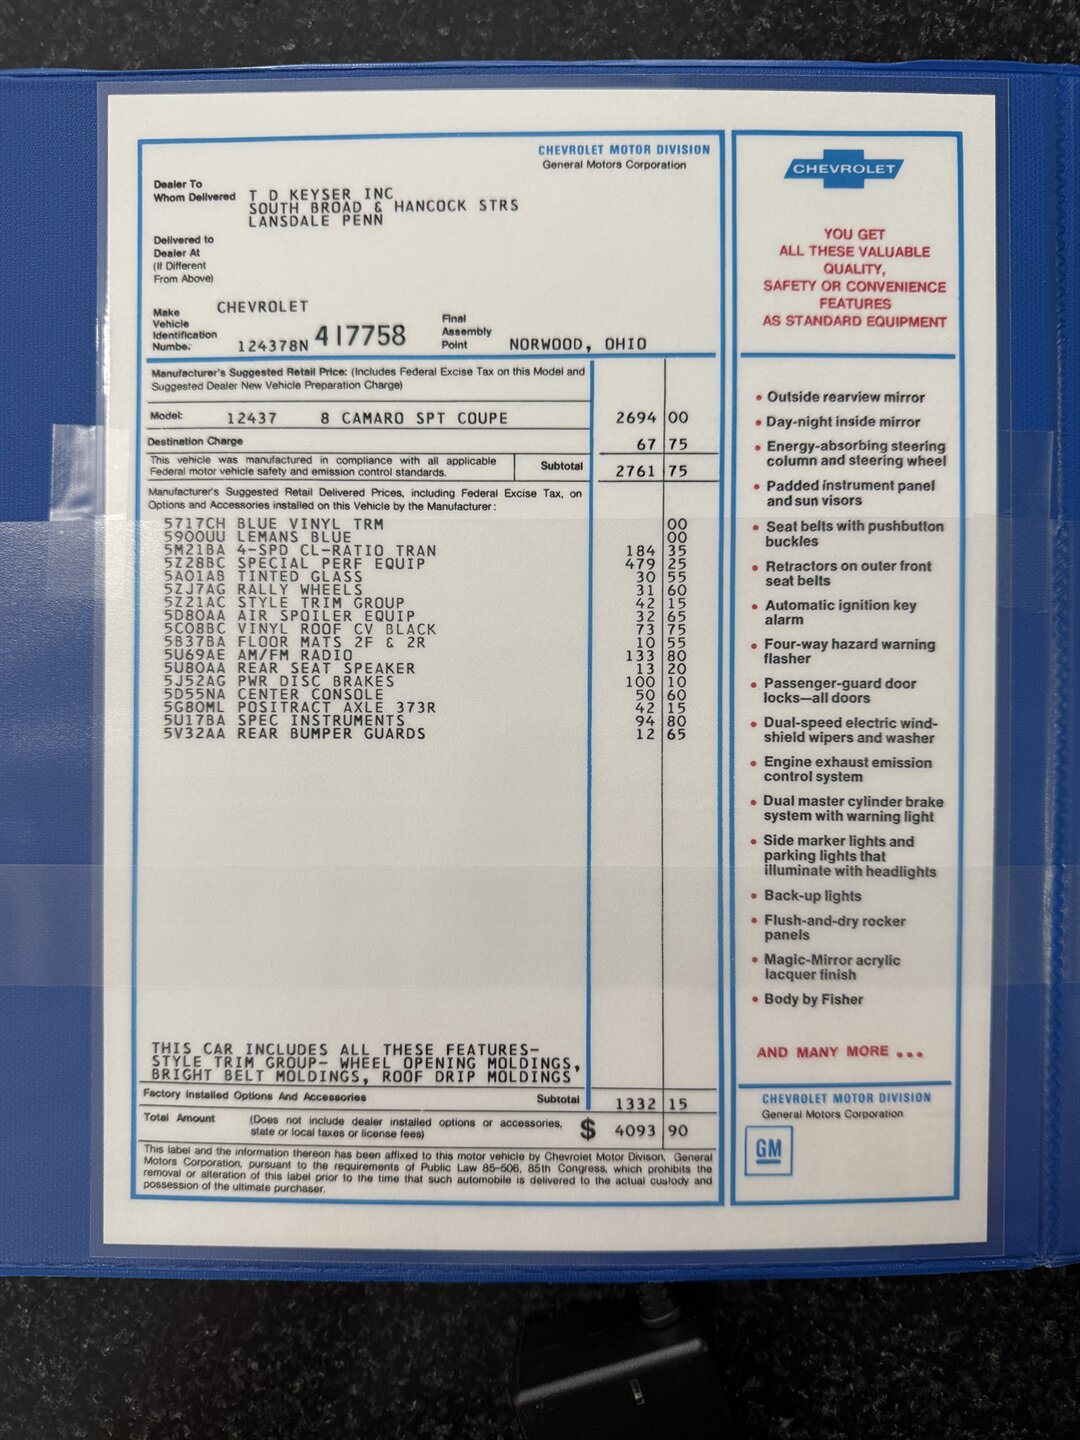 CHEVROLET MOTOR DIVISION
General Motors Corporation
Dealer To
Whom Delivered
T D KEYSER INC
SOUTH BROAD & HANCOCK STRS
LANSDALE PENN
Delivered to
Dealer At
(If Different
From Above)
Make CHEVROLET
Vehicle
Identification
Number 124378N417758
Final
Assembly
Point NORWOOD, OHIO
Manufacturer's Suggested Retail Price: (Includes Federal Excise Tax on this Model and
Suggested Dealer New Vehicle Preparation Charge)
Model: 12437 8 CAMARO SPT COUPE 2694 00
Destination Charge 67 75
This vehicle was manufactured in compliance with all applicable
Federal motor vehicle safety and emission control standards. Subtotal 2761 75
Manufacturer's Suggested Retail Delivered Prices, including Federal Excise Tax, on
Options and Accessories installed on this Vehicle by the Manufacturer:
5717CH BLUE VINYL TRM 00
5900UU LEMANS BLUE 00
5M21BA 4-SPD CL-RATIO TRAN 184 35
5Z28BC SPECIAL PERF EQUIP 479 25
5A01AB TINTED GLASS 30 55
5ZJ7AG RALLY WHEELS 31 60
5Z21AC STYLE TRIM GROUP 42 15
5D80AA AIR SPOILER EQUIP 32 65
5C08BC VINYL ROOF CV BLACK 73 75
5B37BA FLOOR MATS 2F & 2R 10 55
5U69AE AM/FM RADIO 133 80
5U80AA REAR SEAT SPEAKER 13 20
5J52AG PWR DISC BRAKES 100 10
5D55NA CENTER CONSOLE 50 60
5G80ML POSITRACT AXLE 373R 42 15
5U17BA SPEC INSTRUMENTS 94 80
5V32AA REAR BUMPER GUARDS 12 65
THIS CAR INCLUDES ALL THESE FEATURES-
STYLE TRIM GROUP- WHEEL OPENING MOLDINGS,
BRIGHT BELT MOLDINGS, ROOF DRIP MOLDINGS
Factory Installed Options And Accessories Subtotal 1332 15
Total Amount (Does not include dealer installed options or accessories,
state or local taxes or license fees) $ 4093 90
This label and the information thereon has been affixed to this motor vehicle by Chevrolet Motor Divison, General
Motors Corporation, pursuant to the requirements of Public Law 85-506, 85th Congress, which prohibits the
removal or alteration of this label prior to the time that such automobile is delivered to the actual custody and
possession of the ultimate purchaser.
CHEVROLET
YOU GET
ALL THESE VALUABLE
QUALITY,
SAFETY OR CONVENIENCE
FEATURES
AS STANDARD EQUIPMENT
• Outside rearview mirror
• Day-night inside mirror
• Energy-absorbing steering
column and steering wheel
• Padded instrument panel
and sun visors
• Seat belts with pushbutton
buckles
• Retractors on outer front
seat belts
• Automatic ignition key
alarm
• Four-way hazard warning
flasher
• Passenger-guard door
locks—all doors
• Dual-speed electric wind-
shield wipers and washer
• Engine exhaust emission
control system
• Dual master cylinder brake
system with warning light
• Side marker lights and
parking lights that
illuminate with headlights
• Back-up lights
• Flush-and-dry rocker
panels
• Magic-Mirror acrylic
lacquer finish
• Body by Fisher
AND MANY MORE ...
CHEVROLET MOTOR DIVISION
General Motors Corporation
GM